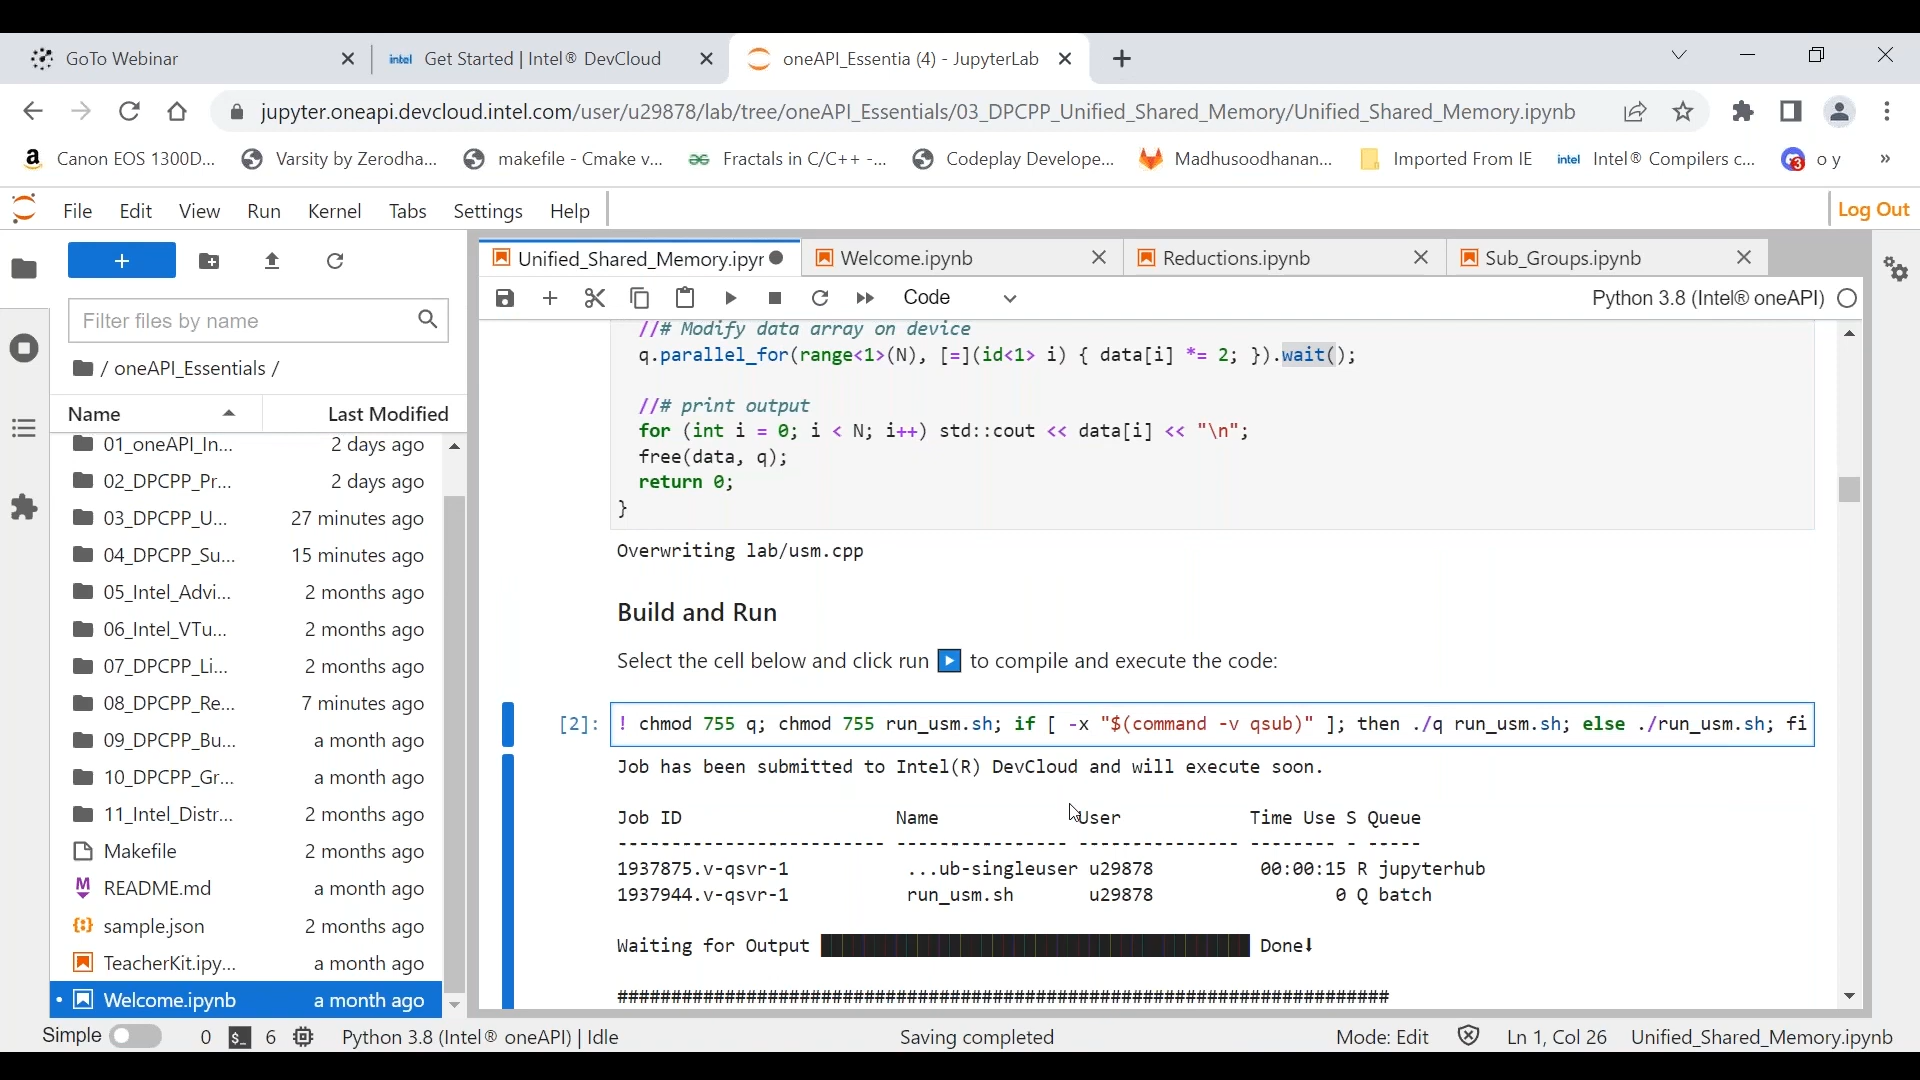 GoTo Webinar
intel Get Started | Intel® DevCloud
oneAPI_Essentia (4) - JupyterLab
jupyter.oneapi.devcloud.intel.com/user/u29878/lab/tree/oneAPI_Essentials/03_DPCPP_Unified_Shared_Memory/Unified_Shared_Memory.ipynb
Canon EOS 1300D... Varsity by Zerodha... makefile - Cmake v... Fractals in C/C++ -... Codeplay Develope... Madhusoodhanan... Imported From IE intel Intel® Compilers c... 3 o y »
File Edit View Run Kernel Tabs Settings Help
Log Out
Unified_Shared_Memory.ipyr Welcome.ipynb Reductions.ipynb Sub_Groups.ipynb
Code
Python 3.8 (Intel® oneAPI)
Filter files by name
/ oneAPI_Essentials /
Name Last Modified
01_oneAPI_In... 2 days ago
02_DPCPP_Pr... 2 days ago
03_DPCPP_U... 27 minutes ago
04_DPCPP_Su... 15 minutes ago
05_Intel_Advi... 2 months ago
06_Intel_VTu... 2 months ago
07_DPCPP_Li... 2 months ago
08_DPCPP_Re... 7 minutes ago
09_DPCPP_Bu... a month ago
10_DPCPP_Gr... a month ago
11_Intel_Distr... 2 months ago
Makefile 2 months ago
README.md a month ago
sample.json 2 months ago
TeacherKit.ipy... a month ago
Welcome.ipynb a month ago
//# Modify data array on device
q.parallel_for(range<1>(N), [=](id<1> i) { data[i] *= 2; }).wait();
//# print output
for (int i = 0; i < N; i++) std::cout << data[i] << "\n";
free(data, q);
return 0;
}
Overwriting lab/usm.cpp
Build and Run
Select the cell below and click run to compile and execute the code:
[2]: ! chmod 755 q; chmod 755 run_usm.sh; if [ -x "$(command -v qsub)" ]; then ./q run_usm.sh; else ./run_usm.sh; fi
Job has been submitted to Intel(R) DevCloud and will execute soon.
Job ID Name User Time Use S Queue
------------------------- ---------------- --------------- -------- - -----
1937875.v-qsvr-1 ...ub-singleuser u29878 00:00:15 R jupyterhub
1937944.v-qsvr-1 run_usm.sh u29878 0 Q batch
Waiting for Output ████████████████████████████████████████ Done⬇
########################################################################
Simple 0 6 Python 3.8 (Intel® oneAPI) | Idle Saving completed Mode: Edit Ln 1, Col 26 Unified_Shared_Memory.ipynb